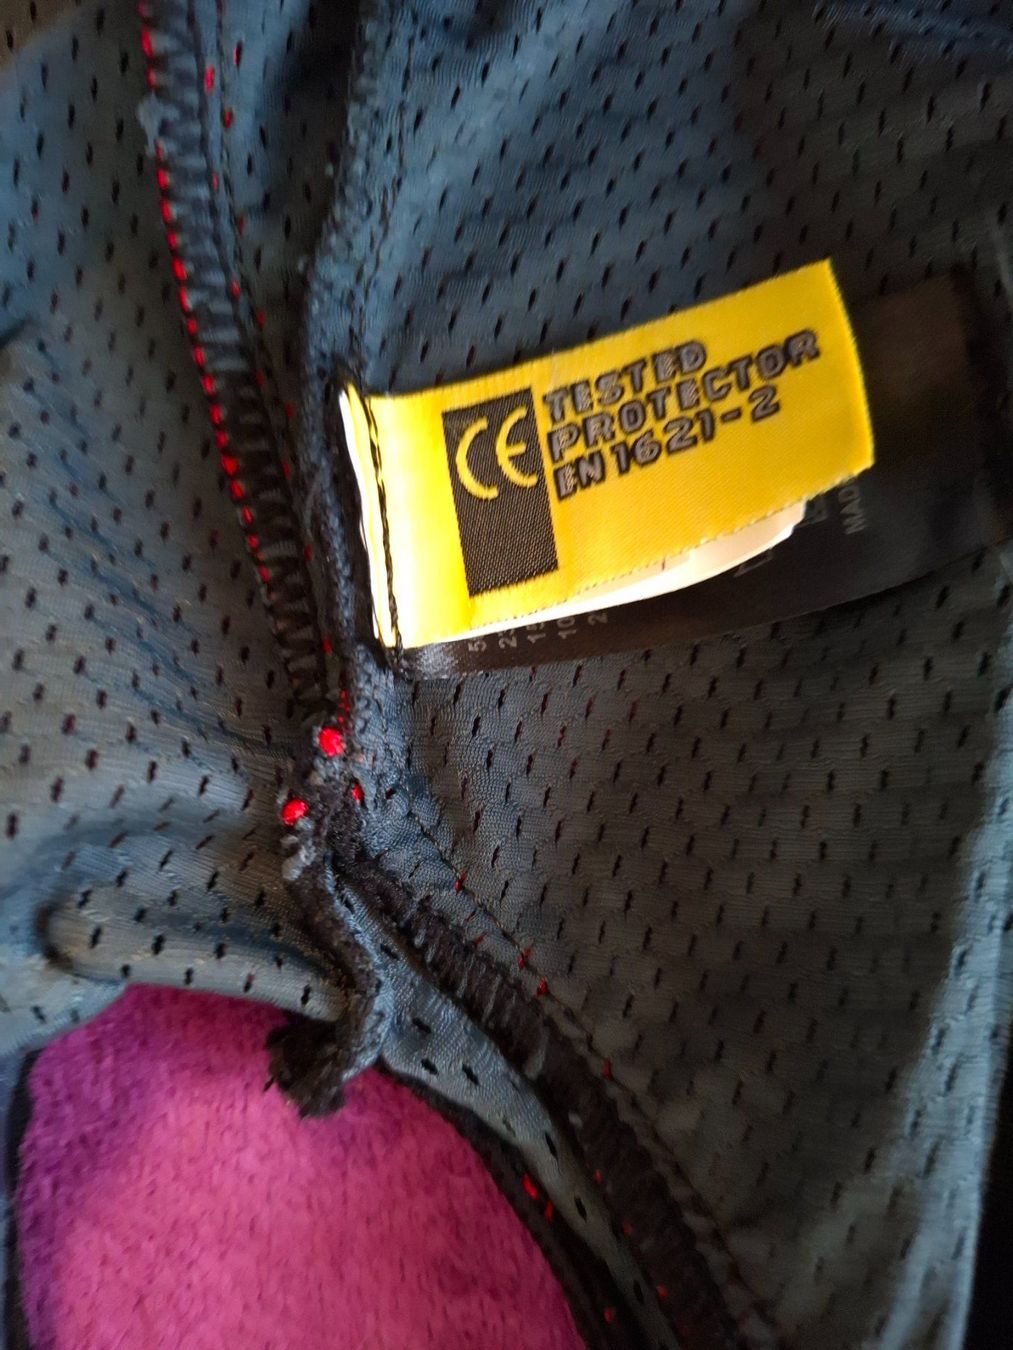 CE
TESTED
PROTECTOR
EN 1621-2